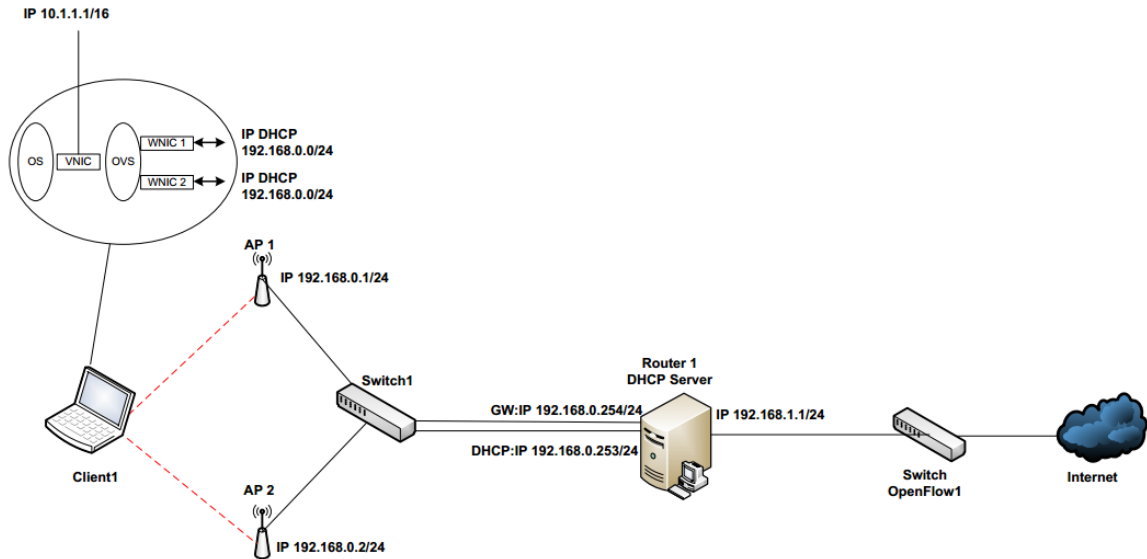 IP 10.1.1.1/16
OS
VNIC
OVS
WNIC 1
WNIC 2
IP DHCP
192.168.0.0/24
IP DHCP
192.168.0.0/24
AP 1
IP 192.168.0.1/24
Client1
Switch1
AP 2
IP 192.168.0.2/24
Router 1
DHCP Server
GW:IP 192.168.0.254/24
DHCP:IP 192.168.0.253/24
IP 192.168.1.1/24
Switch
OpenFlow1
Internet